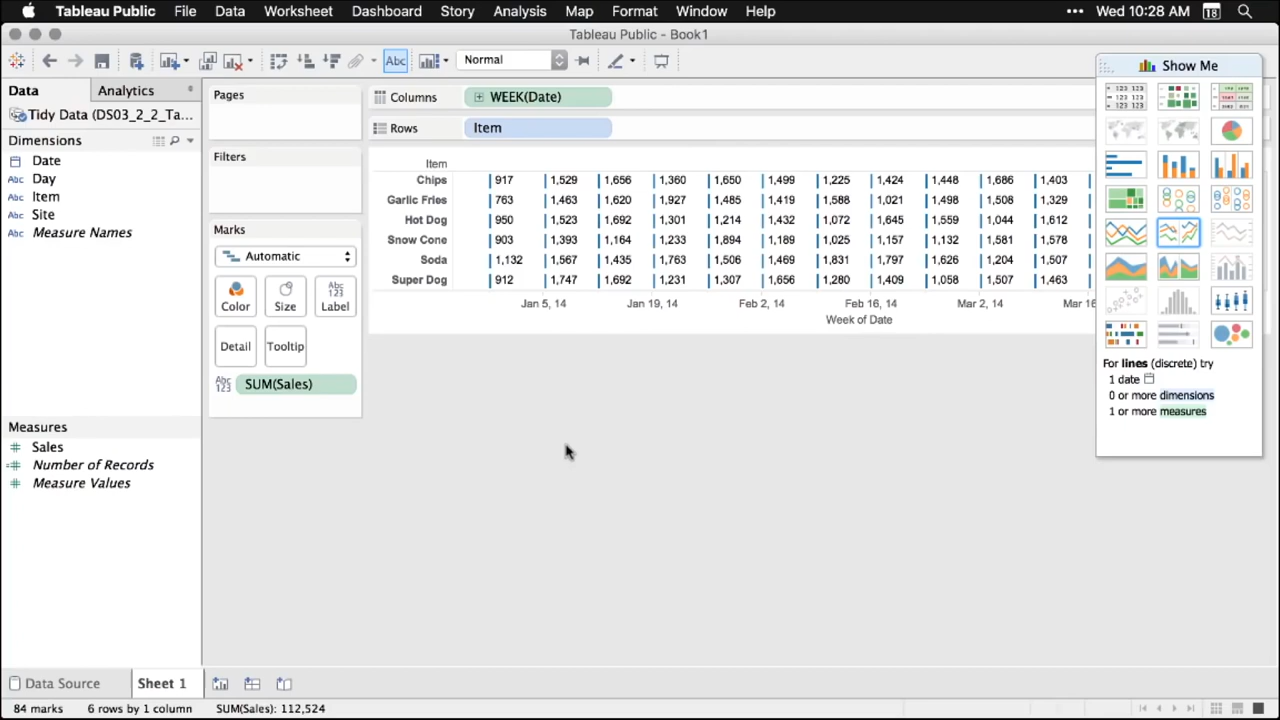 Tableau Public File Data Worksheet Dashboard Story Analysis Map Format Window Help ••• Wed 10:28 AM 18
Tableau Public - Book1
Abc Normal
Show Me
Data Analytics
Tidy Data (DS03_2_2_Ta...
Dimensions
Date
Abc Day
Abc Item
Abc Site
Abc Measure Names
Measures
Sales
Number of Records
Measure Values
Pages
Filters
Marks
Automatic
Color Size Abc 123 Label
Detail Tooltip
Abc 123 SUM(Sales)
Columns WEEK(Date)
Rows Item
Item
Chips 917 1,529 1,656 1,360 1,650 1,499 1,225 1,424 1,448 1,686 1,403
Garlic Fries 763 1,463 1,620 1,927 1,485 1,419 1,588 1,021 1,498 1,508 1,329
Hot Dog 950 1,523 1,692 1,301 1,214 1,432 1,072 1,645 1,559 1,044 1,612
Snow Cone 903 1,393 1,164 1,233 1,894 1,189 1,025 1,157 1,132 1,581 1,578
Soda 1,132 1,567 1,435 1,763 1,506 1,469 1,831 1,797 1,626 1,204 1,507
Super Dog 912 1,747 1,692 1,231 1,307 1,656 1,280 1,409 1,058 1,507 1,463
Jan 5, 14 Jan 19, 14 Feb 2, 14 Feb 16, 14 Mar 2, 14 Mar 16
Week of Date
For lines (discrete) try
1 date
0 or more dimensions
1 or more measures
Data Source Sheet 1
84 marks 6 rows by 1 column SUM(Sales): 112,524